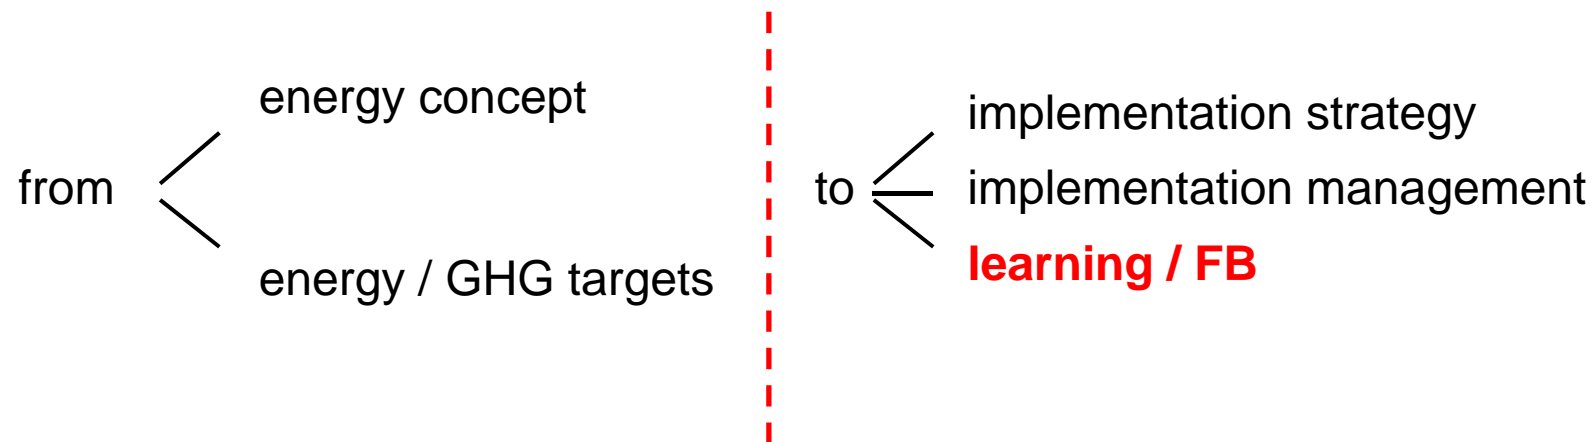 from
energy concept
energy / GHG targets
to
implementation strategy
implementation management
learning / FB